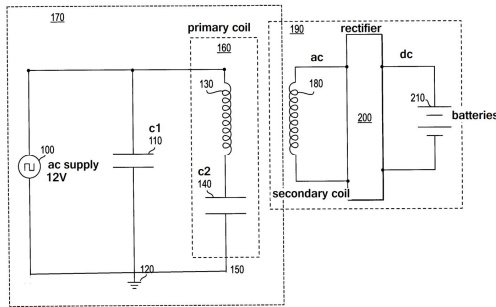 170
primary coil
160
130
c1
110
100
ac supply
12V
c2
140
120
150
190
rectifier
ac
dc
180
200
210
batteries
secondary coil